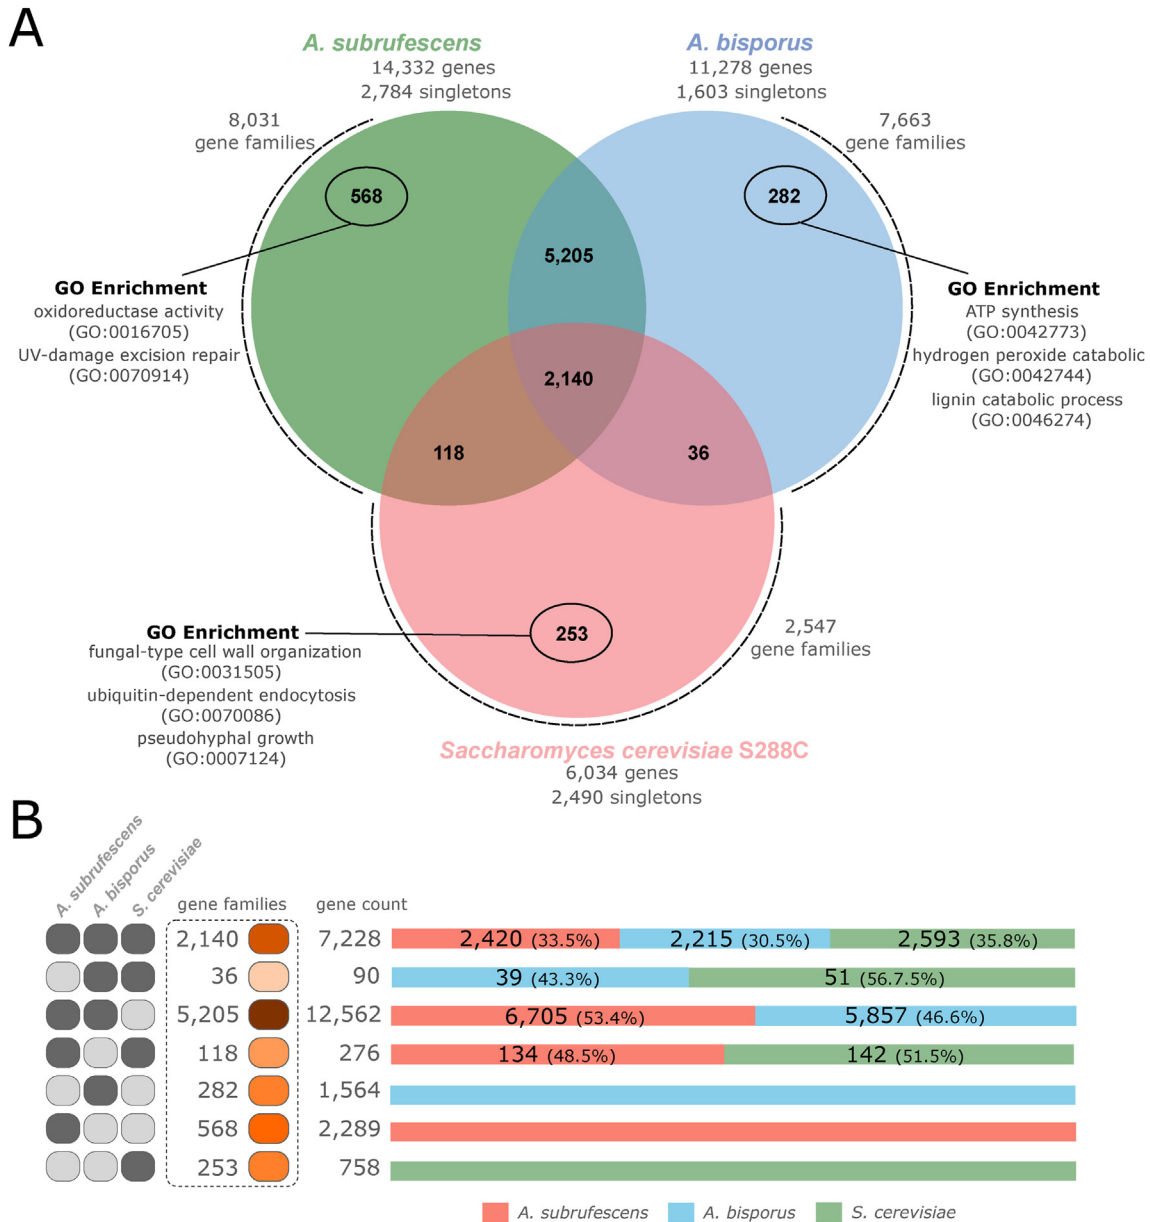 A
A. subrufescens
14,332 genes
2,784 singletons
A. bisporus
11,278 genes
1,603 singletons
8,031
gene families
7,663
gene families
568
282
5,205
2,140
118
36
253
GO Enrichment
oxidoreductase activity
(GO:0016705)
UV-damage excision repair
(GO:0070914)
GO Enrichment
ATP synthesis
(GO:0042773)
hydrogen peroxide catabolic
(GO:0042744)
lignin catabolic process
(GO:0046274)
GO Enrichment
fungal-type cell wall organization
(GO:0031505)
ubiquitin-dependent endocytosis
(GO:0070086)
pseudohyphal growth
(GO:0007124)
2,547
gene families
Saccharomyces cerevisiae S288C
6,034 genes
2,490 singletons
B
A. subrufescens
A. bisporus
S. cerevisiae
gene families gene count
2,140 7,228 2,420 (33.5%) 2,215 (30.5%) 2,593 (35.8%)
36 90 39 (43.3%) 51 (56.7.5%)
5,205 12,562 6,705 (53.4%) 5,857 (46.6%)
118 276 134 (48.5%) 142 (51.5%)
282 1,564
568 2,289
253 758
A. subrufescens A. bisporus S. cerevisiae